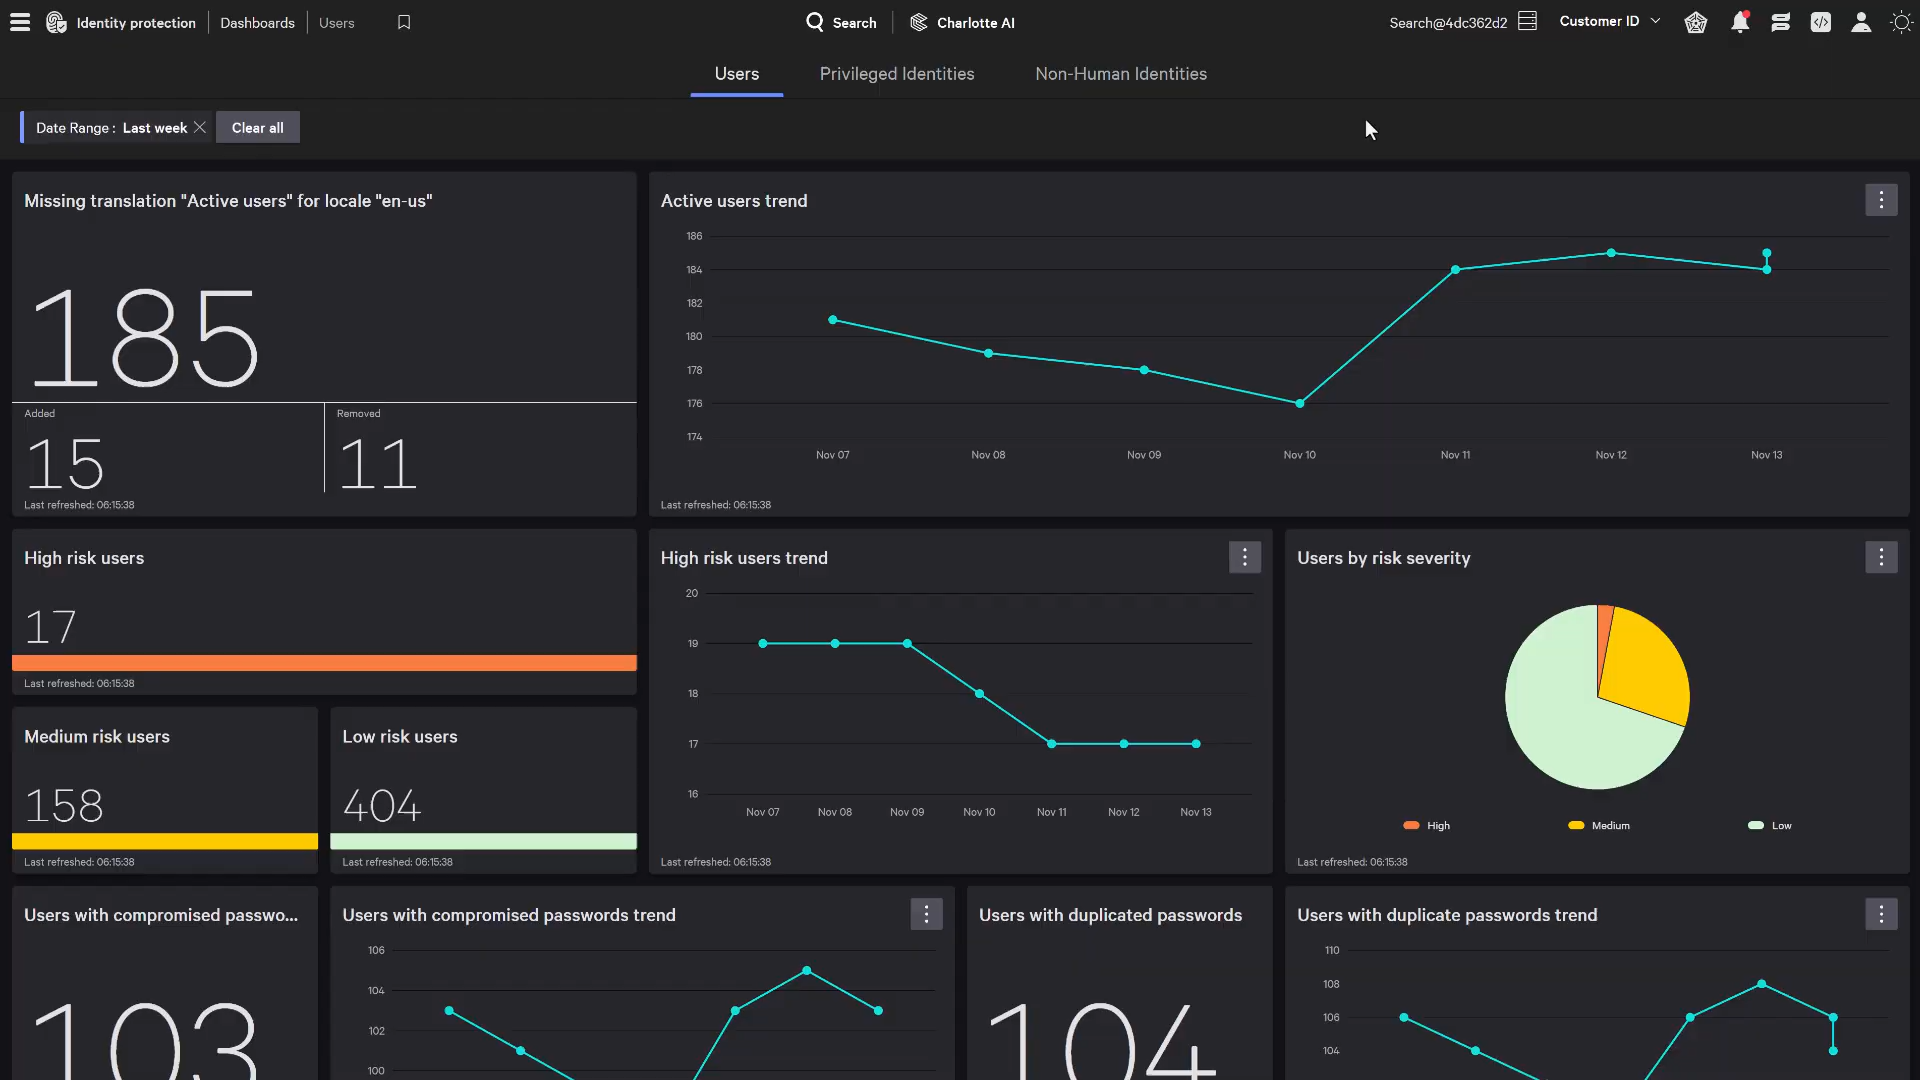 Identity protection
Dashboards
Users
Search
Charlotte AI
Search@4dc362d2
Customer ID
Users
Privileged Identities
Non-Human Identities
Date Range : Last week
Clear all
Missing translation "Active users" for locale "en-us"
185
Added
15
Removed
11
Last refreshed: 06:15:38
Active users trend
186
184
182
180
178
176
174
Nov 07
Nov 08
Nov 09
Nov 10
Nov 11
Nov 12
Nov 13
Last refreshed: 06:15:38
High risk users
17
Last refreshed: 06:15:38
Medium risk users
158
Last refreshed: 06:15:38
Low risk users
404
Last refreshed: 06:15:38
High risk users trend
20
19
18
17
16
Nov 07
Nov 08
Nov 09
Nov 10
Nov 11
Nov 12
Nov 13
Last refreshed: 06:15:38
Users by risk severity
High
Medium
Low
Last refreshed: 06:15:38
Users with compromised passwo...
103
Users with compromised passwords trend
106
104
102
100
Users with duplicated passwords
104
Users with duplicate passwords trend
110
108
106
104